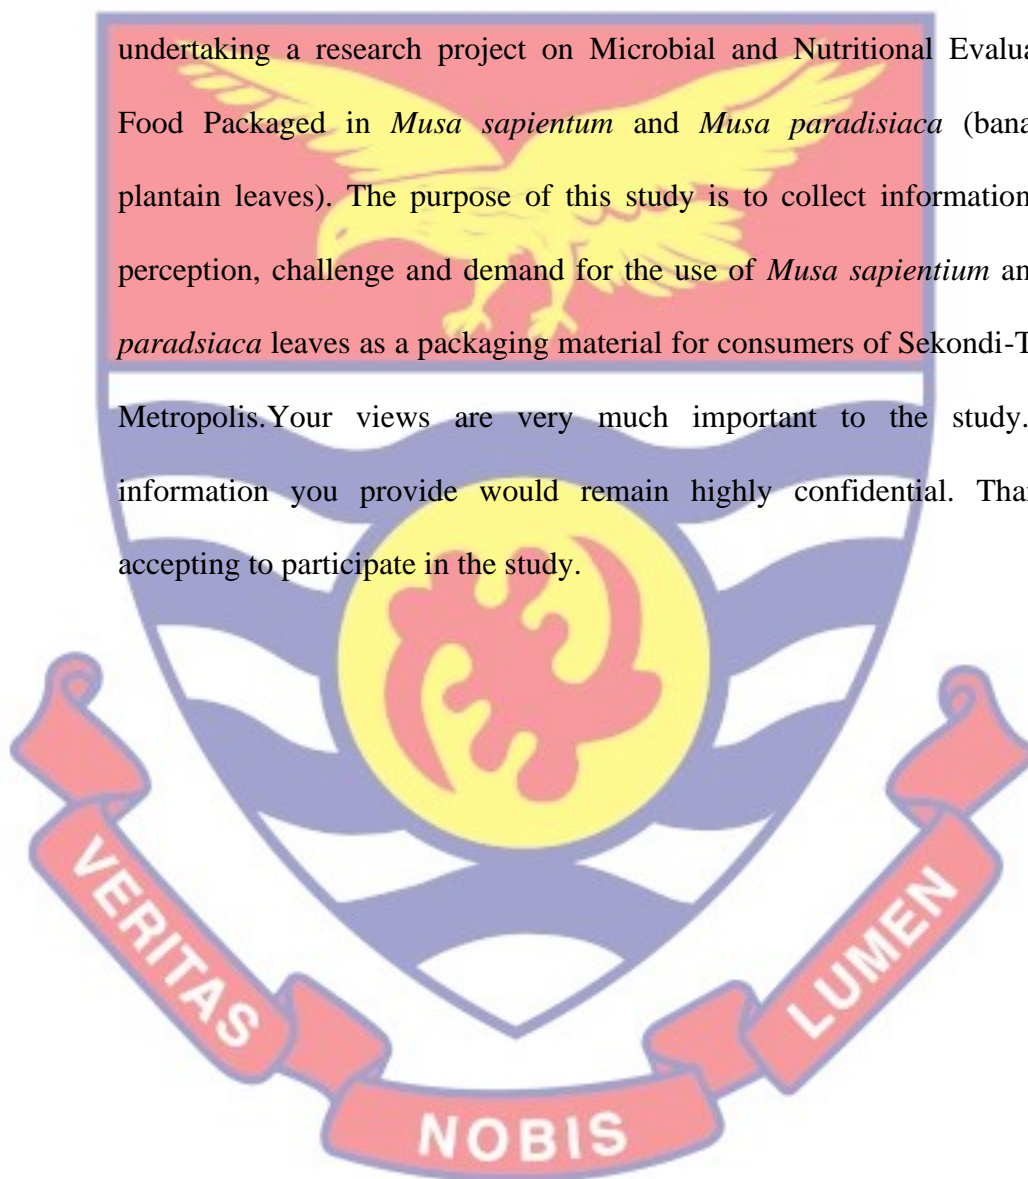 undertaking a research project on Microbial and Nutritional Evalua
Food Packaged in Musa sapientum and Musa paradisiaca (bana
plantain leaves). The purpose of this study is to collect information
perception, challenge and demand for the use of Musa sapientium an
paradsiaca leaves as a packaging material for consumers of Sekondi-T
Metropolis.Your views are very much important to the study.
information you provide would remain highly confidential. Tha
accepting to participate in the study.
VERITAS
NOBIS
LUMEN